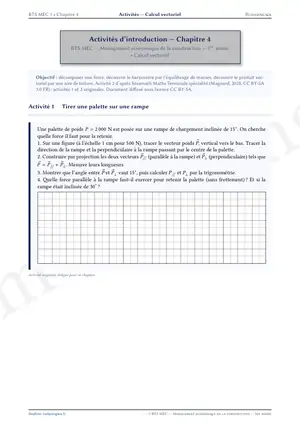 BTS MEC 1 • Chapitre 4 Activités — Calcul vectoriel
Activités d'introduction — Chapitre 4
BTS MEC — Management économique de la construction — 1re année
• Calcul vectoriel
Objectif : décomposer une force, découvrir le barycentre par l'équilibrage de masses, découvrir le produit sca-
laire par une
Activité 1 Tirer une palette sur une rampe
Une palette de poids P = 2 000 N est posée sur une rampe de chargement inclinée de 15°. On cherche
quelle force il faut pour la retenir.
1. Sur une figure (à l'échelle 1 cm pour 500 N), tracer le vecteur poids P, vertical vers le bas. Tracer la
direction de la rampe et la perpendiculaire à la rampe passant par le centre de la palette.
2. Construire par projection les deux vecteurs P// (parallèle à la rampe) et P⊥ (perpendiculaire) tels que
P = P// + P⊥. Mesurer leurs longueurs.
3. Montrer que l'angle entre P et P⊥ vaut 15°, puis calculer P// et P⊥ par la trigonométrie.
4. Quelle force parallèle à la rampe faut-il exercer pour retenir la palette (sans frottement) ? Et si la
rampe était inclinée de 30° ?